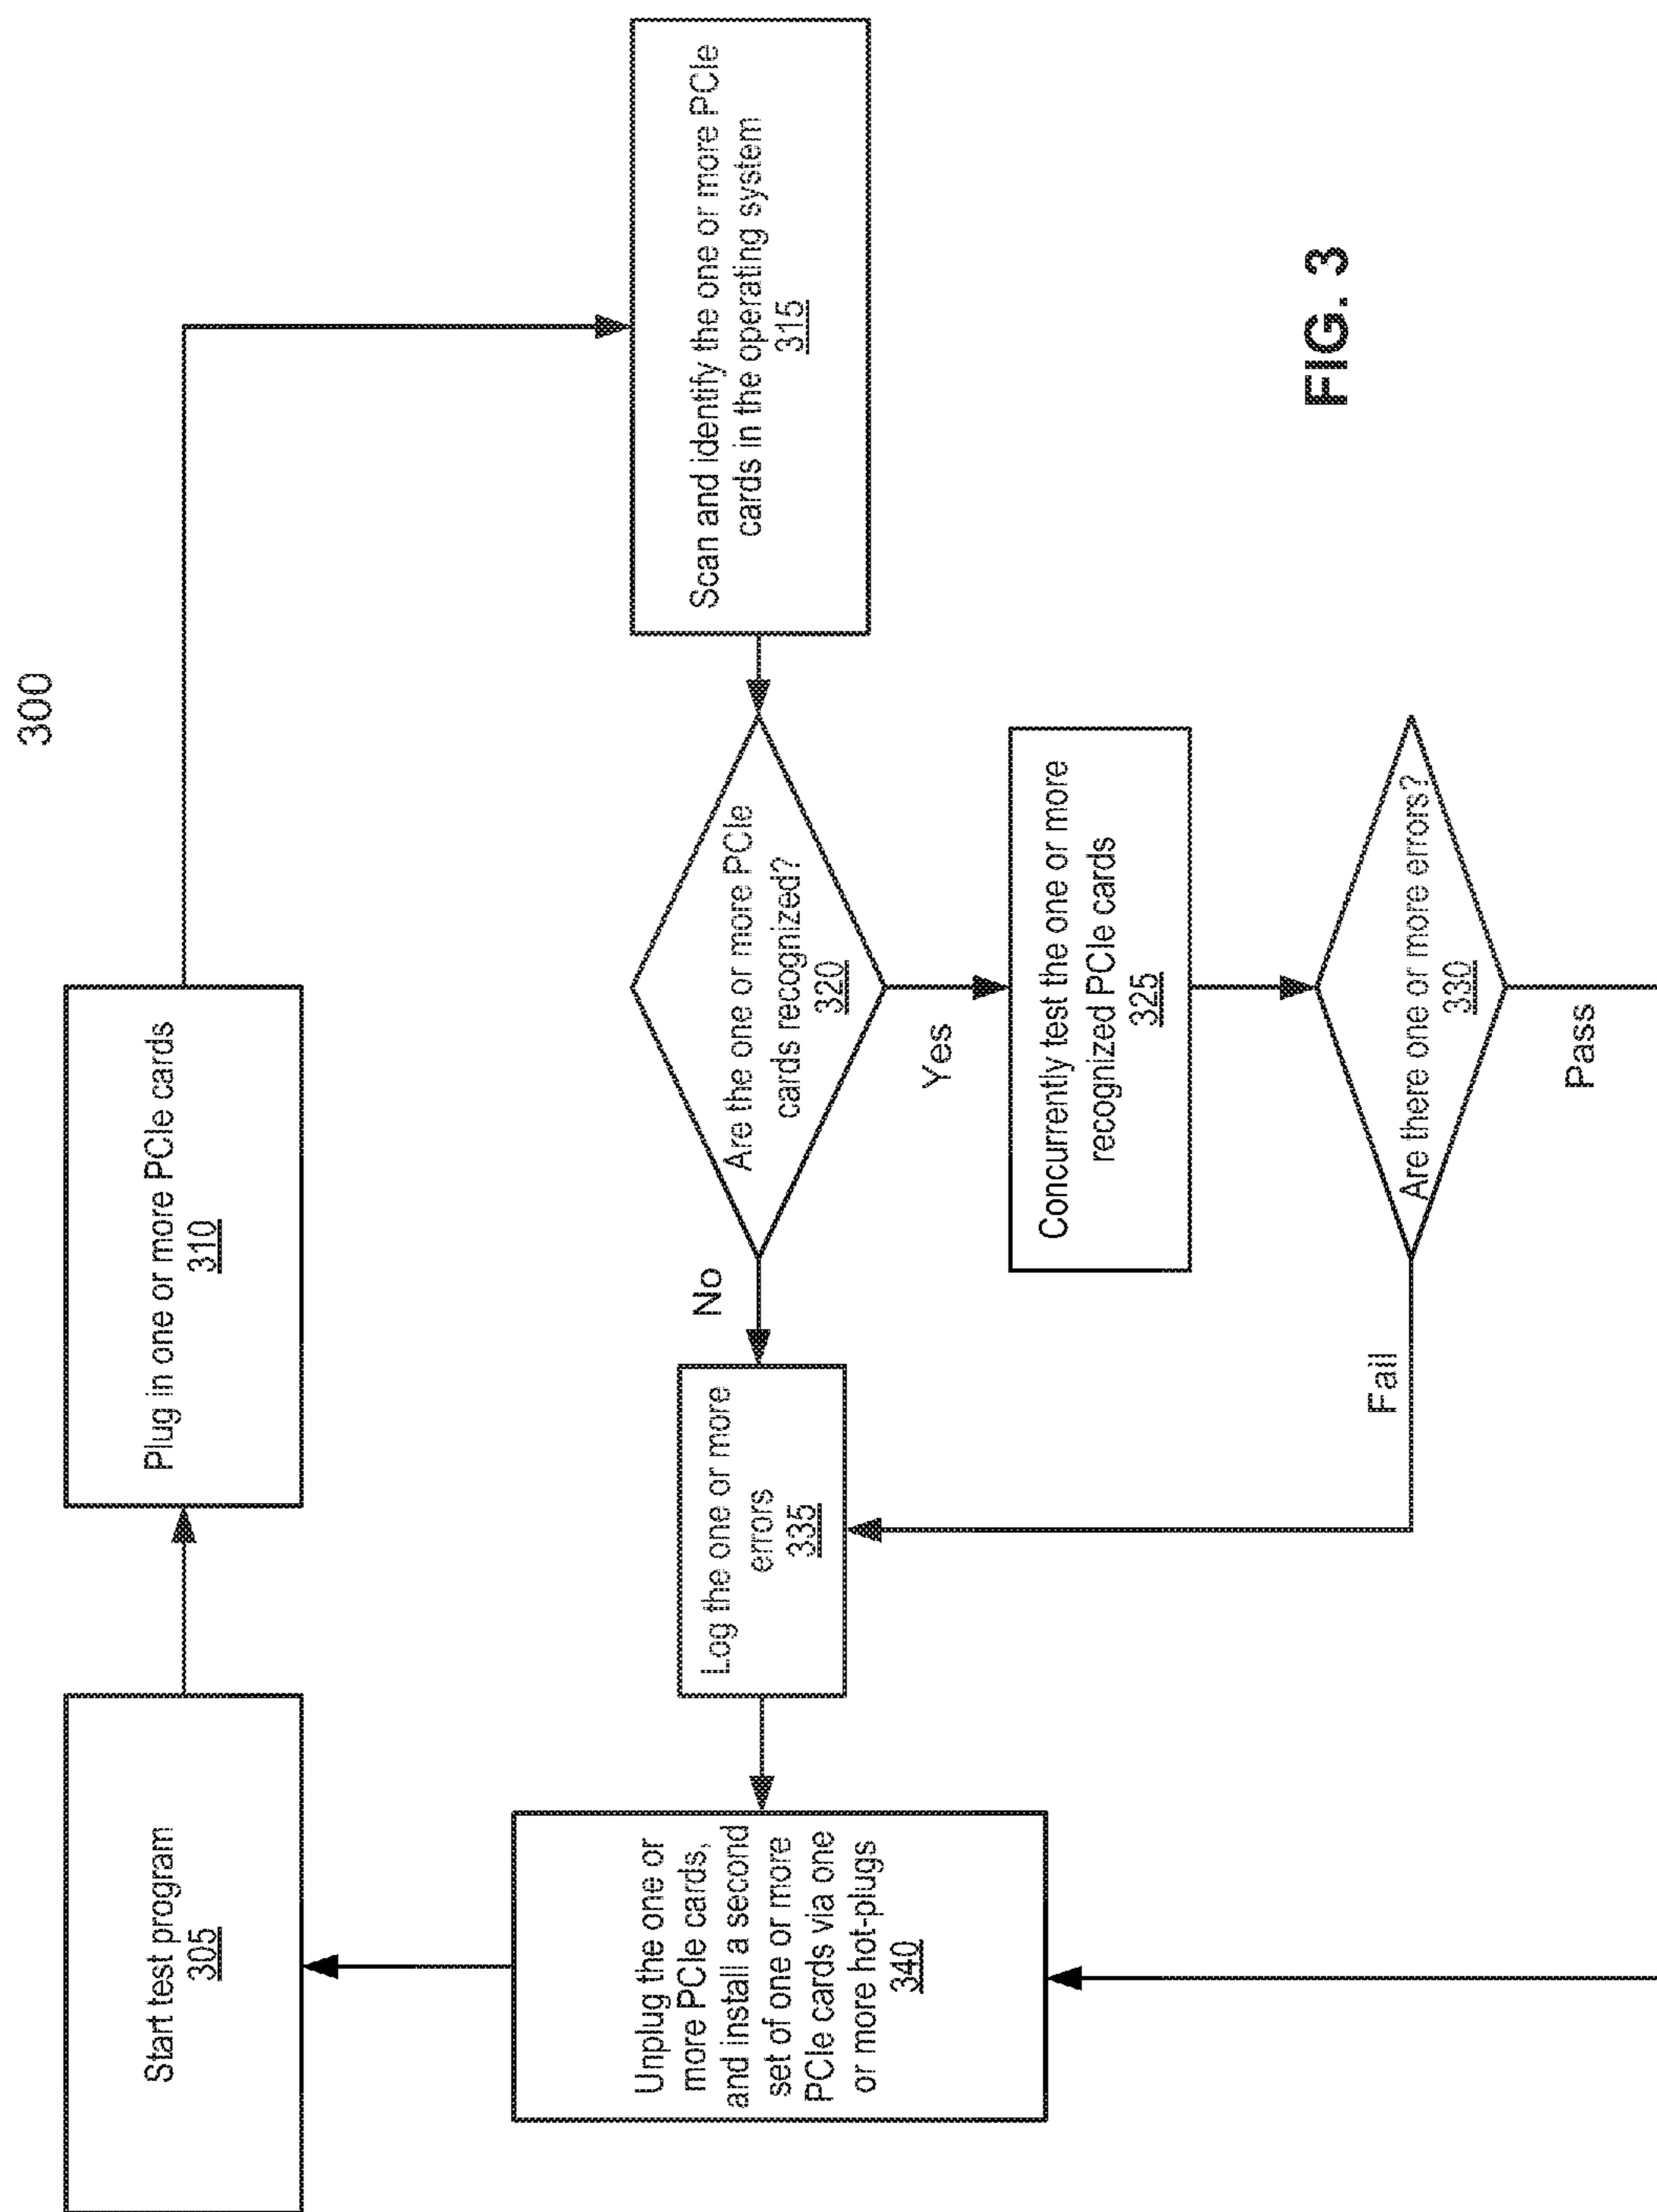 300
Start test program
305
Plug in one or more PCIe cards
310
Scan and identify the one or more PCIe
cards in the operating system
315
Are the one or more PCIe
cards recognized?
320
No
Yes
Concurrently test the one or more
recognized PCIe cards
325
Are there one or more errors?
330
Fail
Pass
Log the one or more
errors
335
Unplug the one or
more PCIe cards,
and install a second
set of one or more
PCIe cards via one
or more hot-plugs
340
FIG. 3